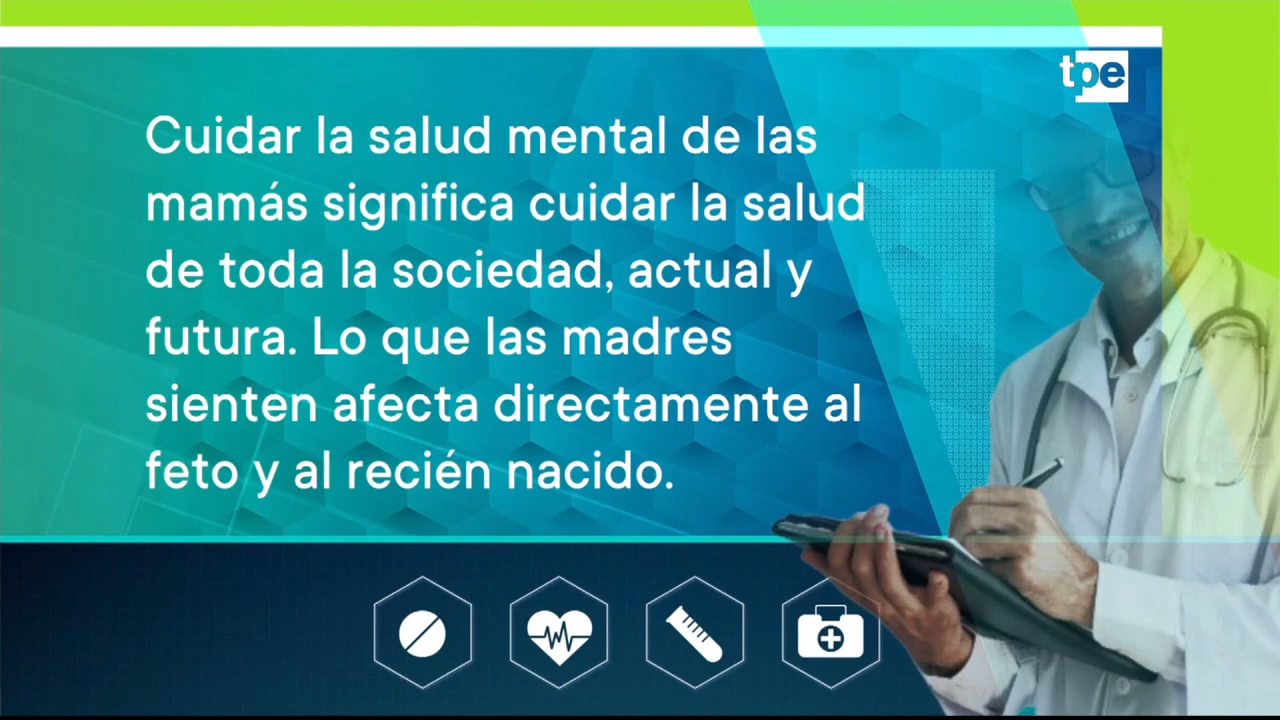 tpe
Cuidar la salud mental de las
mamás significa cuidar la salud
de toda la sociedad, actual y
futura. Lo que las madres
sienten afecta directamente al
feto y al recién nacido.